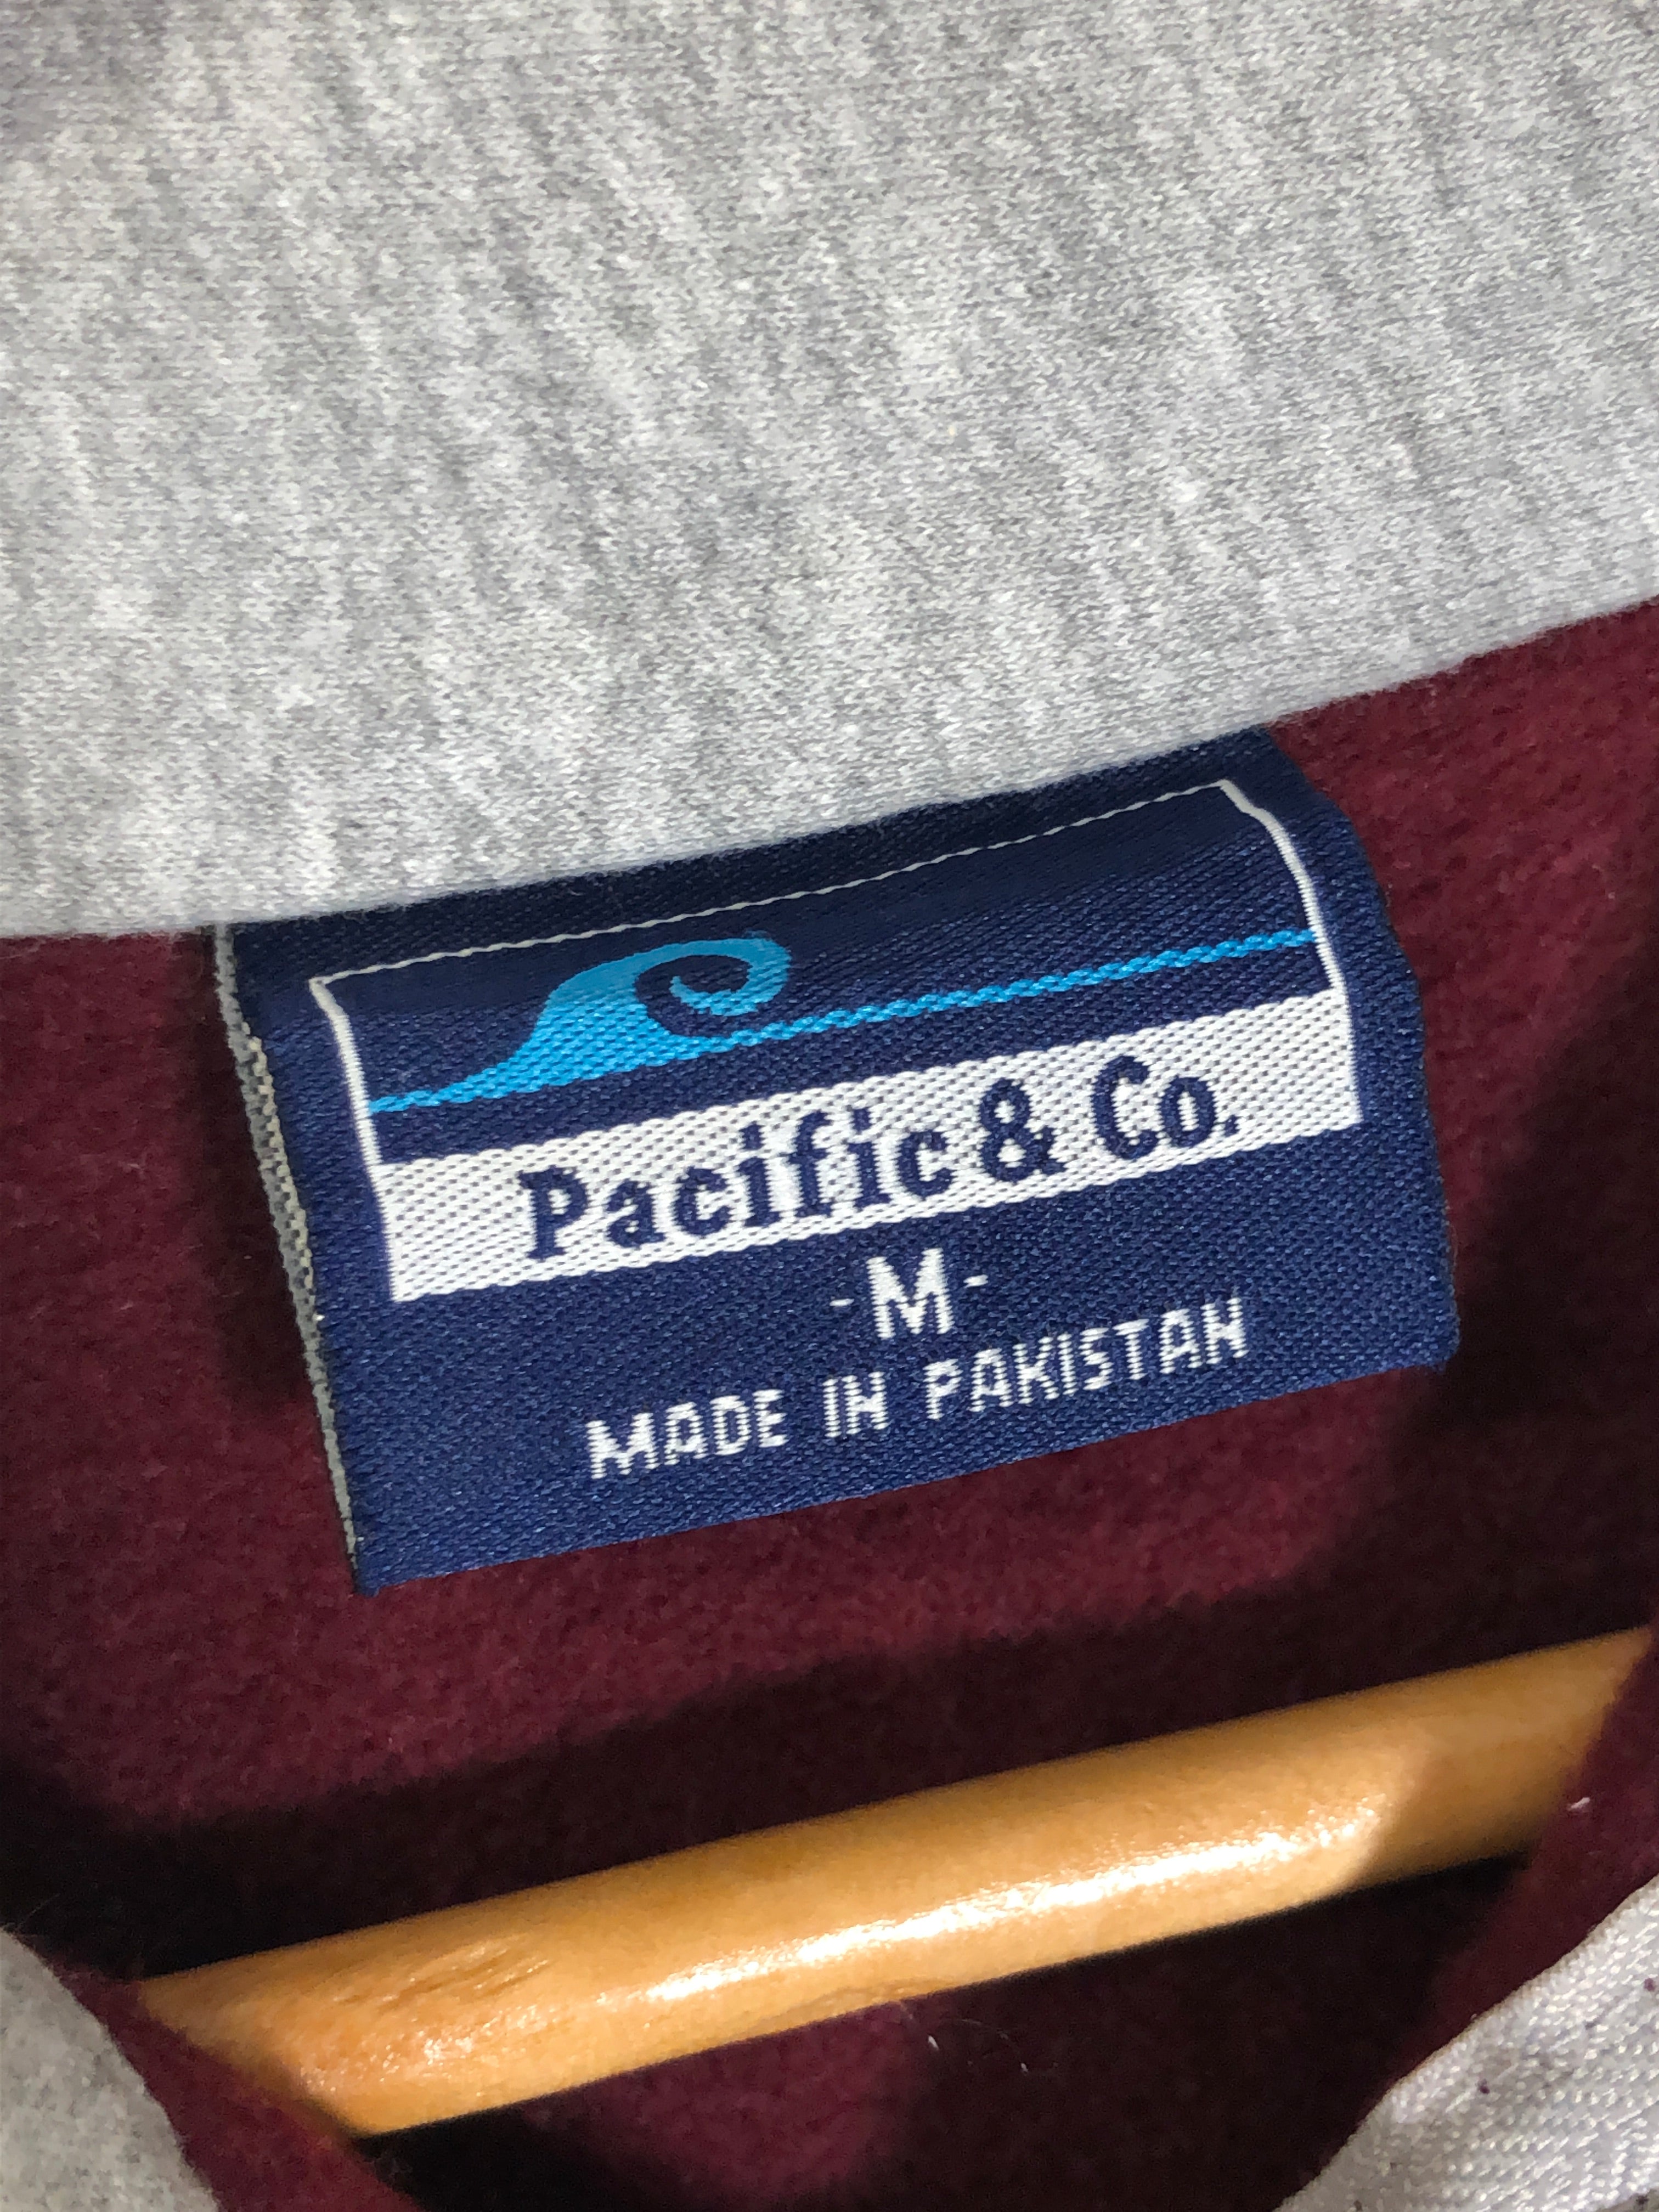 Pacific & Co.
-M-
MADE IN PAKISTAN